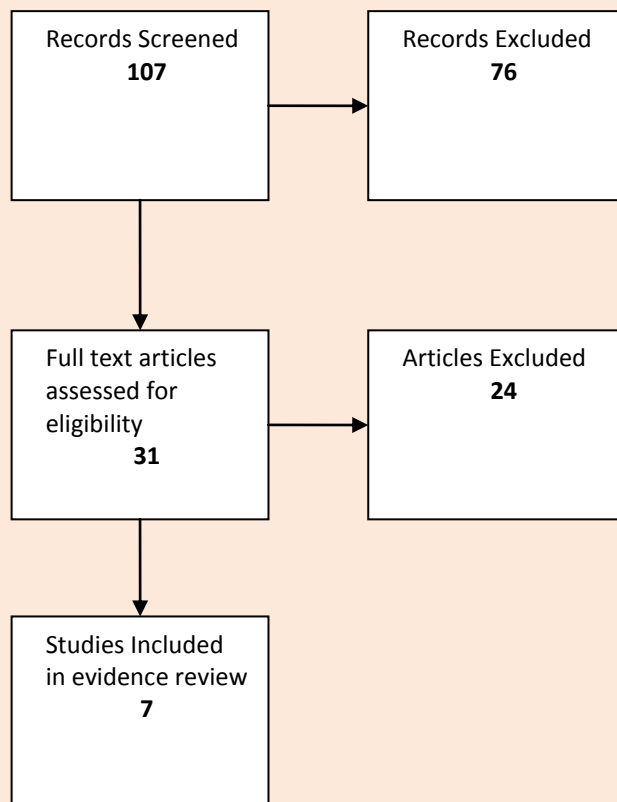 Records Screened
107
Records Excluded
76
Full text articles
assessed for
eligibility
31
Articles Excluded
24
Studies Included
in evidence review
7